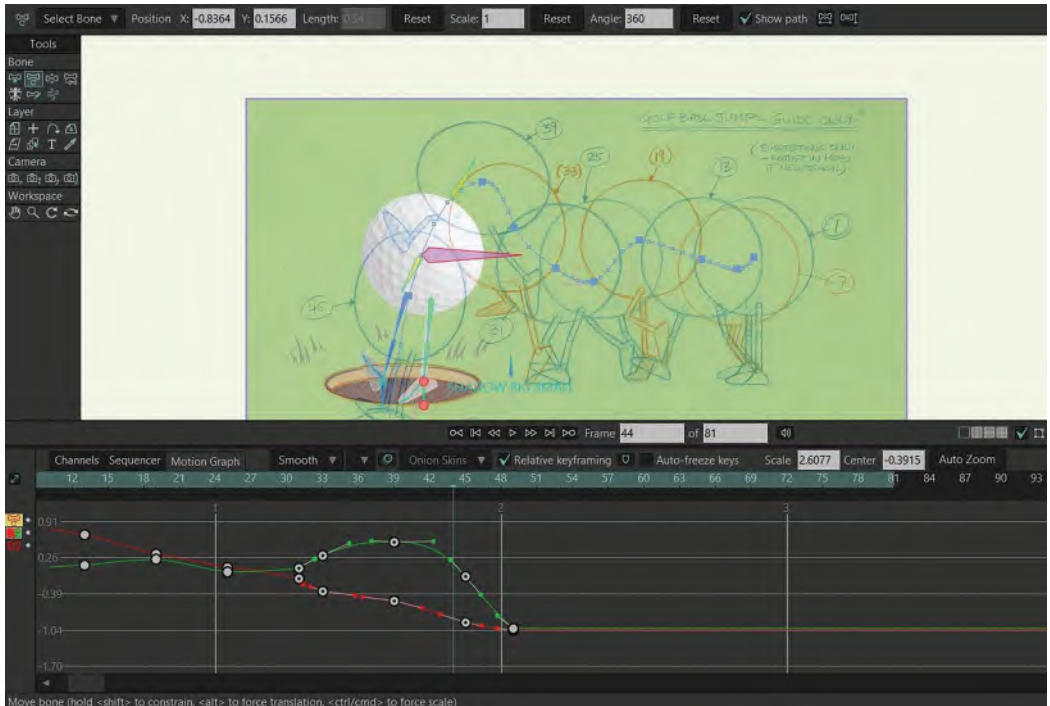 Select Bone Position X: -0.8364 Y: 0.1566 Length: 0.54 Reset Scale: 1 Reset Angle: 360 Reset Show path
Tools
Bone
Layer
Camera
Workspace
GOLF BALL JUMP - GUIDE ONLY
39
(33)
25
(19)
13
1
7
45
31
Frame 44 of 81
Channels Sequencer Motion Graph Smooth Onion Skins Relative keyframing Auto-freeze keys Scale 2.6077 Center -0.3915 Auto Zoom
12 15 18 21 24 27 30 33 36 39 42 45 48 51 54 57 60 63 66 69 72 75 78 81 84 87 90 93
1 2 3
0.91
0.26
-0.39
-1.04
-1.70
Move bone (hold <shift> to constrain, <alt> to force translation, <ctrl/cmd> to force scale)